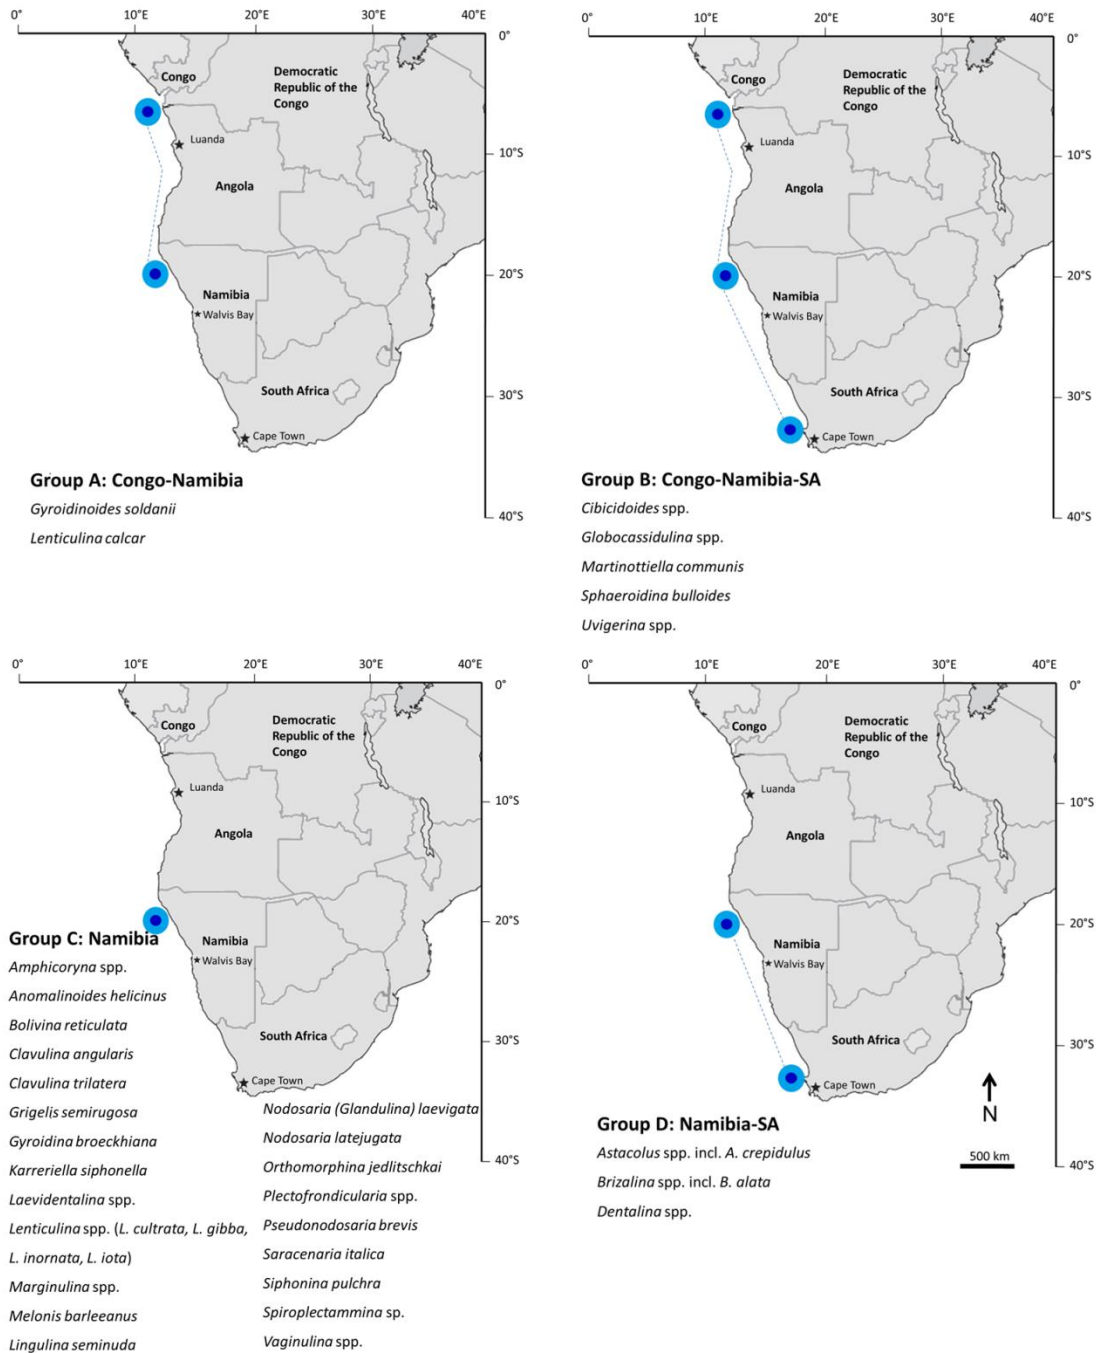 0° 10°E 20°E 30°E 40°E
0°
Congo
Democratic
Republic of the
Congo
Luanda
10°S
Angola
20°S
Namibia
Walvis Bay
South Africa
30°S
Cape Town
40°S
Group A: Congo-Namibia
Gyroidinoides soldanii
Lenticulina calcar
0° 10°E 20°E 30°E 40°E
0°
Congo
Democratic
Republic of the
Congo
Luanda
10°S
Angola
20°S
Namibia
Walvis Bay
South Africa
30°S
Cape Town
40°S
Group B: Congo-Namibia-SA
Cibicidoides spp.
Globocassidulina spp.
Martinottiella communis
Sphaeroidina bulloides
Uvigerina spp.
0° 10°E 20°E 30°E 40°E
0°
Congo
Democratic
Republic of the
Congo
Luanda
10°S
Angola
20°S
Namibia
Walvis Bay
South Africa
30°S
Cape Town
40°S
Group C: Namibia
Amphicoryna spp.
Anomalinoides helicinus
Bolivina reticulata
Clavulina angularis
Clavulina trilatera
Grigelis semirugosa
Gyroidina broeckhiana
Karreriella siphonella
Laevidentalina spp.
Lenticulina spp. (L. cultrata, L. gibba,
L. inornata, L. iota)
Marginulina spp.
Melonis barleeanus
Lingulina seminuda
Nodosaria (Glandulina) laevigata
Nodosaria latejugata
Orthomorphina jedlitschkai
Plectofrondicularia spp.
Pseudonodosaria brevis
Saracenaria italica
Siphonina pulchra
Spiroplectammina sp.
Vaginulina spp.
0° 10°E 20°E 30°E 40°E
0°
Congo
Democratic
Republic of the
Congo
Luanda
10°S
Angola
20°S
Namibia
Walvis Bay
South Africa
30°S
Cape Town
N
500 km
40°S
Group D: Namibia-SA
Astacolus spp. incl. A. crepidulus
Brizalina spp. incl. B. alata
Dentalina spp.